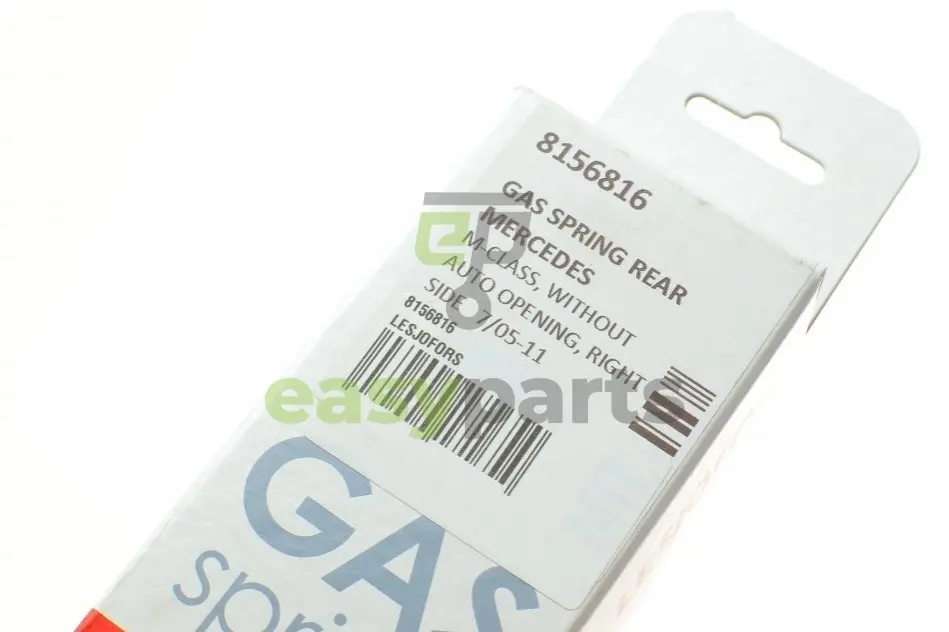 8156816
GAS SPRING REAR
MERCEDES
M-CLASS, WITHOUT
AUTO OPENING, RIGHT
SIDE 7/05-11
8156816
LESJOFORS
ep
easyparts
GAS
spri